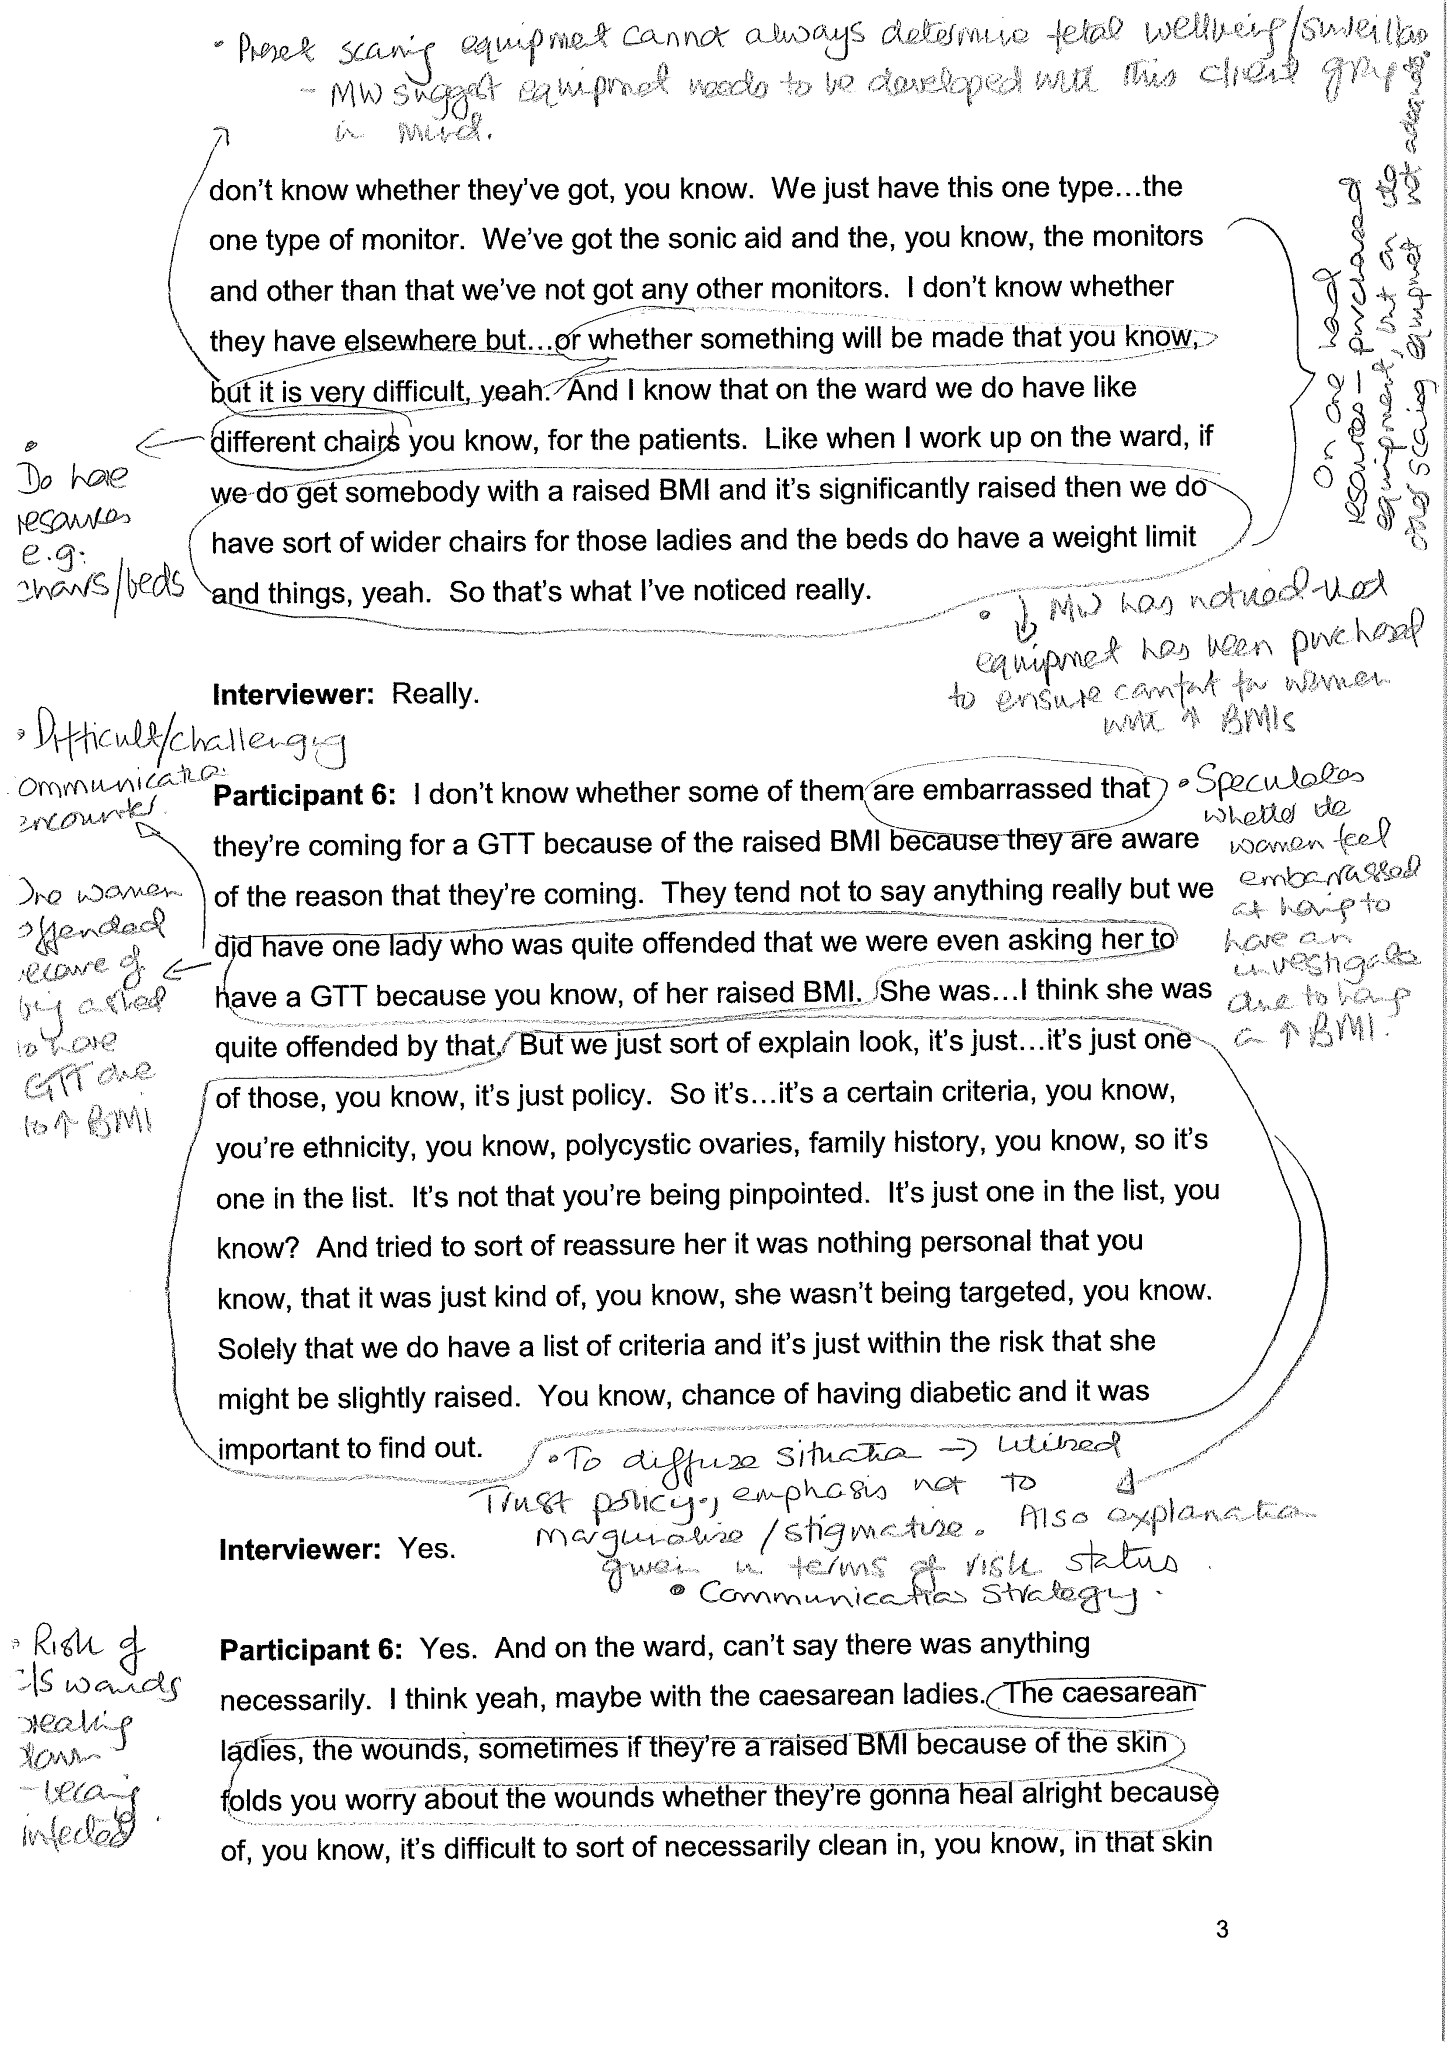 • Preset scaning equipmet cannot always determine fetal wellbeing/surveillance
- MW suggest equipmet needs to be developed with this client grp
in mind.
don't know whether they've got, you know.  We just have this one type…the
one type of monitor.  We've got the sonic aid and the, you know, the monitors
and other than that we've not got any other monitors.  I don't know whether
they have elsewhere but…or whether something will be made that you know,
but it is very difficult, yeah.  And I know that on the ward we do have like
different chairs you know, for the patients.  Like when I work up on the ward, if
we do get somebody with a raised BMI and it's significantly raised then we do
have sort of wider chairs for those ladies and the beds do have a weight limit
and things, yeah.  So that's what I've noticed really.
On one hand
resources – purchased
equipment, but on the
other scaing equipmet not adequate.
• Do have
resources
e.g:
chairs/beds
• ↓ MW has noticed that
equipmet has been purchased
to ensure comfort for women
with ↑ BMIs
Interviewer:  Really.
• Difficult/challengig
ommunicatio
encounter.
Participant 6:  I don't know whether some of them are embarrassed that
they're coming for a GTT because of the raised BMI because they are aware
of the reason that they're coming.  They tend not to say anything really but we
did have one lady who was quite offended that we were even asking her to
have a GTT because you know, of her raised BMI.  She was…I think she was
quite offended by that.  But we just sort of explain look, it's just…it's just one
of those, you know, it's just policy.  So it's…it's a certain criteria, you know,
you're ethnicity, you know, polycystic ovaries, family history, you know, so it's
one in the list.  It's not that you're being pinpointed.  It's just one in the list, you
know?  And tried to sort of reassure her it was nothing personal that you
know, that it was just kind of, you know, she wasn't being targeted, you know.
Solely that we do have a list of criteria and it's just within the risk that she
might be slightly raised.  You know, chance of having diabetic and it was
important to find out.
One women
offended
because of
big asked
to have
GTT due
to ↑ BMI
• Speculates
whether the
women feel
embarrassed
at having to
have an
investigatio
due to having
a ↑ BMI.
• To diffuse situatio → utilised
Trust policy, emphasis not to
marginalise / stigmatise. Also explanation
given in terms of risk status.
• Communication strategy.
Interviewer:  Yes.
Participant 6:  Yes.  And on the ward, can't say there was anything
necessarily.  I think yeah, maybe with the caesarean ladies.  The caesarean
ladies, the wounds, sometimes if they're a raised BMI because of the skin
folds you worry about the wounds whether they're gonna heal alright because
of, you know, it's difficult to sort of necessarily clean in, you know, in that skin
• Risk of
C/S wounds
breaking
down
- becoming
infected.
3